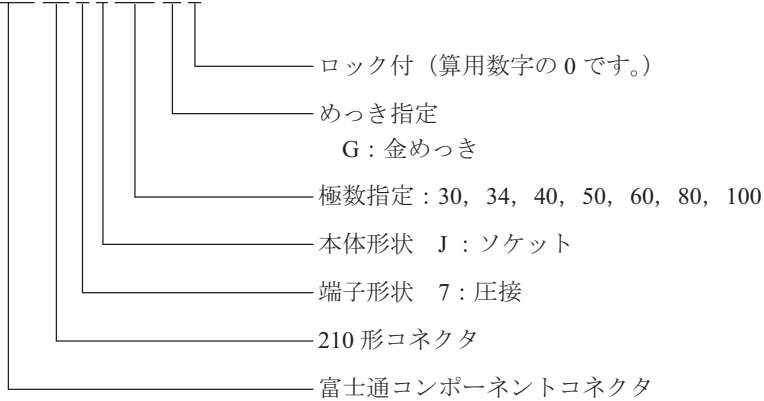 ロック付（算用数字の 0 です。）
めっき指定
G：金めっき
極数指定：30，34，40，50，60，80，100
本体形状　J：ソケット
端子形状　7：圧接
210 形コネクタ
富士通コンポーネントコネクタ